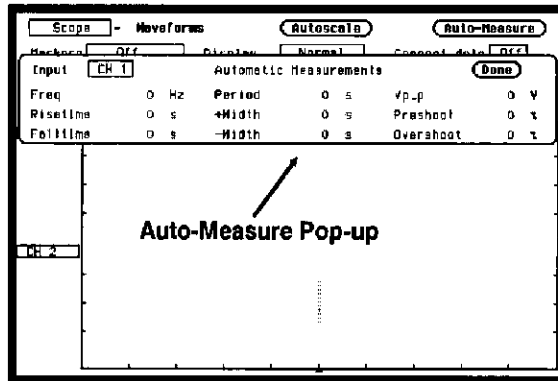 Scope - Waveforms Autoscale Auto-Measure
Markers Off Display Normal Connect dots Off
Input CH 1 Automatic Measurements Done
Freq 0 Hz Period 0 s Vp_p 0 V
Risetime 0 s +Width 0 s Preshoot 0 %
Falltime 0 s -Width 0 s Overshoot 0 %
Auto-Measure Pop-up
CH 2